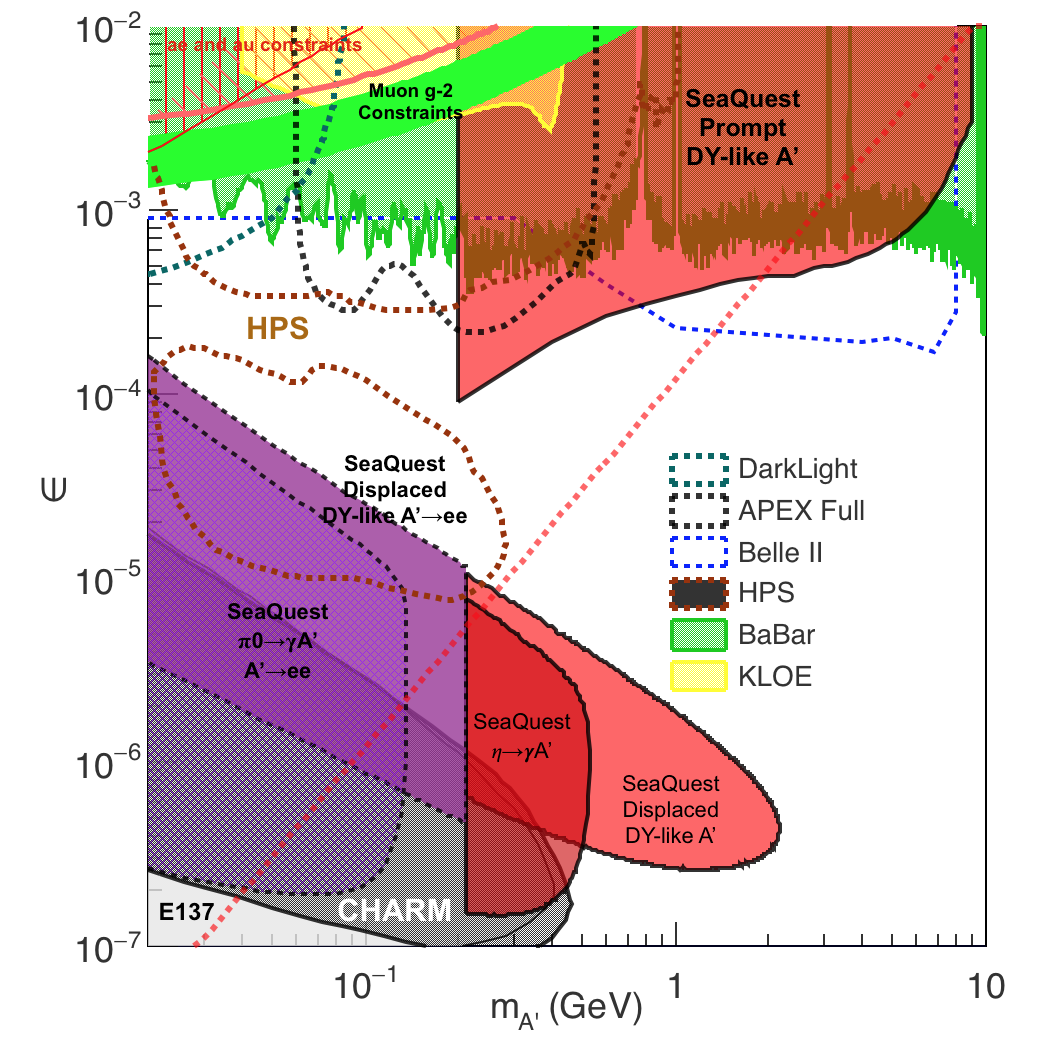 10⁻²
ae and aμ constraints
Muon g-2
Constraints
SeaQuest
Prompt
DY-like A’
10⁻³
HPS
10⁻⁴
∈
SeaQuest
Displaced
DY-like A’→ee
DarkLight
APEX Full
Belle II
HPS
BaBar
KLOE
10⁻⁵
SeaQuest
π0→γA’
A’→ee
SeaQuest
η→γA’
10⁻⁶
SeaQuest
Displaced
DY-like A’
E137
CHARM
10⁻⁷
10⁻¹
1
10
m_A' (GeV)